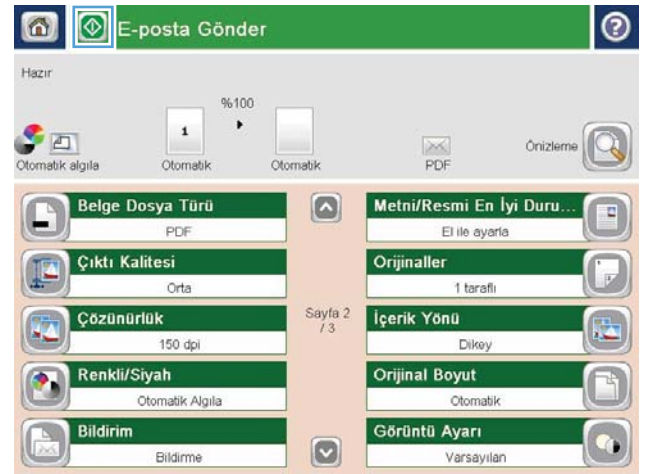 E-posta Gönder
?
Hazır
%100
1
Otomatik algıla
Otomatik
Otomatik
PDF
Önizleme
Belge Dosya Türü
PDF
Çıktı Kalitesi
Orta
Çözünürlük
150 dpi
Renkli/Siyah
Otomatik Algıla
Bildirim
Bildirme
Sayfa 2
/ 3
Metni/Resmi En İyi Duru...
El ile ayarla
Orijinaller
1 taraflı
İçerik Yönü
Dikey
Orijinal Boyut
Otomatik
Görüntü Ayarı
Varsayılan